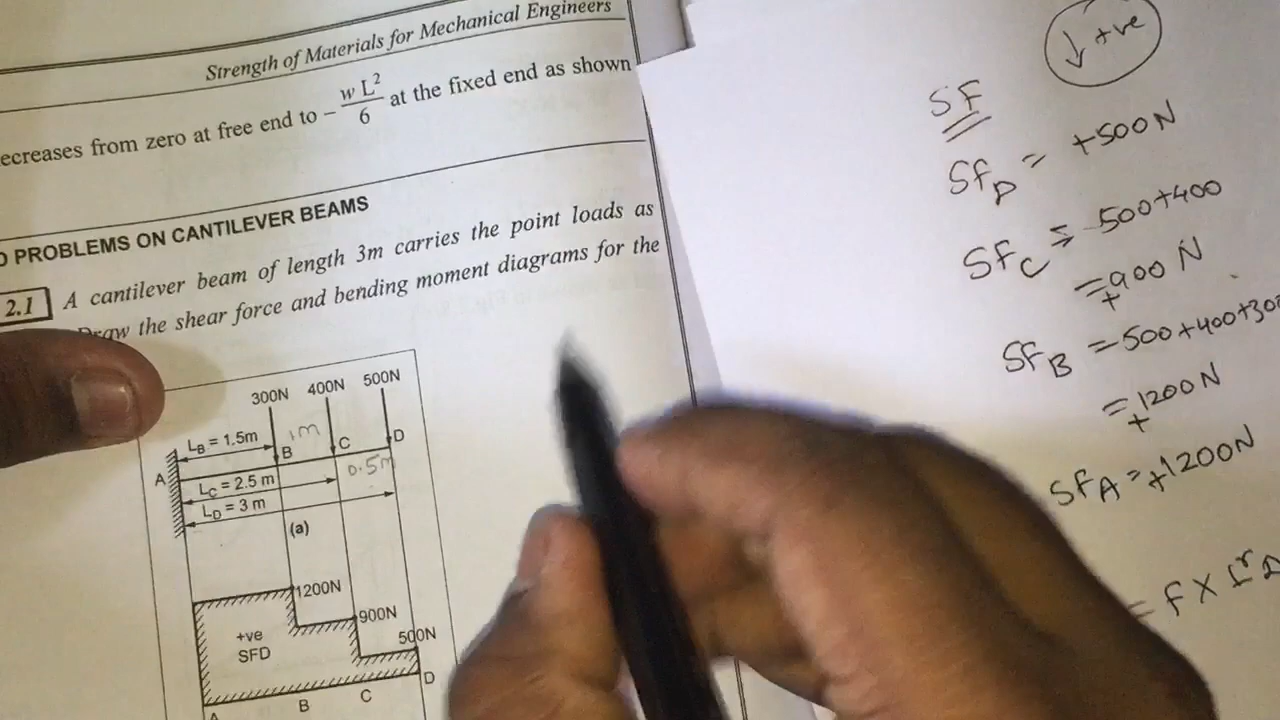 Strength of Materials for Mechanical Engineers
ecreases from zero at free end to − w L²/6 at the fixed end as shown
PROBLEMS ON CANTILEVER BEAMS
2.1 A cantilever beam of length 3m carries the point loads as
Draw the shear force and bending moment diagrams for the
300N 400N 500N
L_B = 1.5m 1m
A B C D
L_C = 2.5 m 0.5m
L_D = 3 m
(a)
1200N
900N
500N
+ve
SFD
A B C D
↓ +ve
SF
SF_D = +500N
SF_C = 500+400
= +900 N
SF_B = 500+400+30
= +1200N
SF_A = +1200N
= F ×